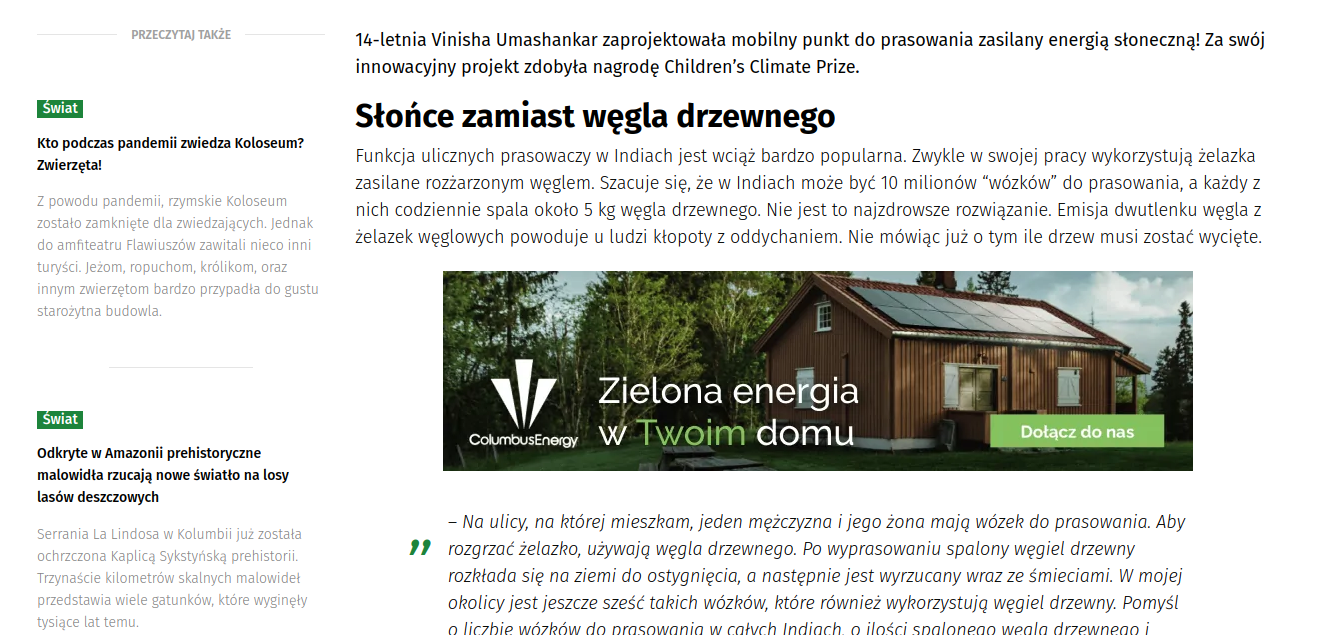 PRZECZYTAJ TAKŻE
Świat
Kto podczas pandemii zwiedza Koloseum?
Zwierzęta!
Z powodu pandemii, rzymskie Koloseum
zostało zamknięte dla zwiedzających. Jednak
do amfiteatru Flawiuszów zawitali nieco inni
turyści. Jeżom, ropuchom, królikom, oraz
innym zwierzętom bardzo przypadła do gustu
starożytna budowla.
Świat
Odkryte w Amazonii prehistoryczne
malowidła rzucają nowe światło na losy
lasów deszczowych
Serrania La Lindosa w Kolumbii już została
ochrzczona Kaplicą Sykstyńską prehistorii.
Trzynaście kilometrów skalnych malowideł
przedstawia wiele gatunków, które wyginęły
tysiące lat temu.
14-letnia Vinisha Umashankar zaprojektowała mobilny punkt do prasowania zasilany energią słoneczną! Za swój
innowacyjny projekt zdobyła nagrodę Children’s Climate Prize.
Słońce zamiast węgla drzewnego
Funkcja ulicznych prasowaczy w Indiach jest wciąż bardzo popularna. Zwykle w swojej pracy wykorzystują żelazka
zasilane rozżarzonym węglem. Szacuje się, że w Indiach może być 10 milionów “wózków” do prasowania, a każdy z
nich codziennie spala około 5 kg węgla drzewnego. Nie jest to najzdrowsze rozwiązanie. Emisja dwutlenku węgla z
żelazek węglowych powoduje u ludzi kłopoty z oddychaniem. Nie mówiąc już o tym ile drzew musi zostać wycięte.
ColumbusEnergy
Zielona energia
w Twoim domu
Dołącz do nas
”
– Na ulicy, na której mieszkam, jeden mężczyzna i jego żona mają wózek do prasowania. Aby
rozgrzać żelazko, używają węgla drzewnego. Po wyprasowaniu spalony węgiel drzewny
rozkłada się na ziemi do ostygnięcia, a następnie jest wyrzucany wraz ze śmieciami. W mojej
okolicy jest jeszcze sześć takich wózków, które również wykorzystują węgiel drzewny. Pomyśl
o liczbie wózków do prasowania w całych Indiach, o ilości spalonego węgla drzewnego i